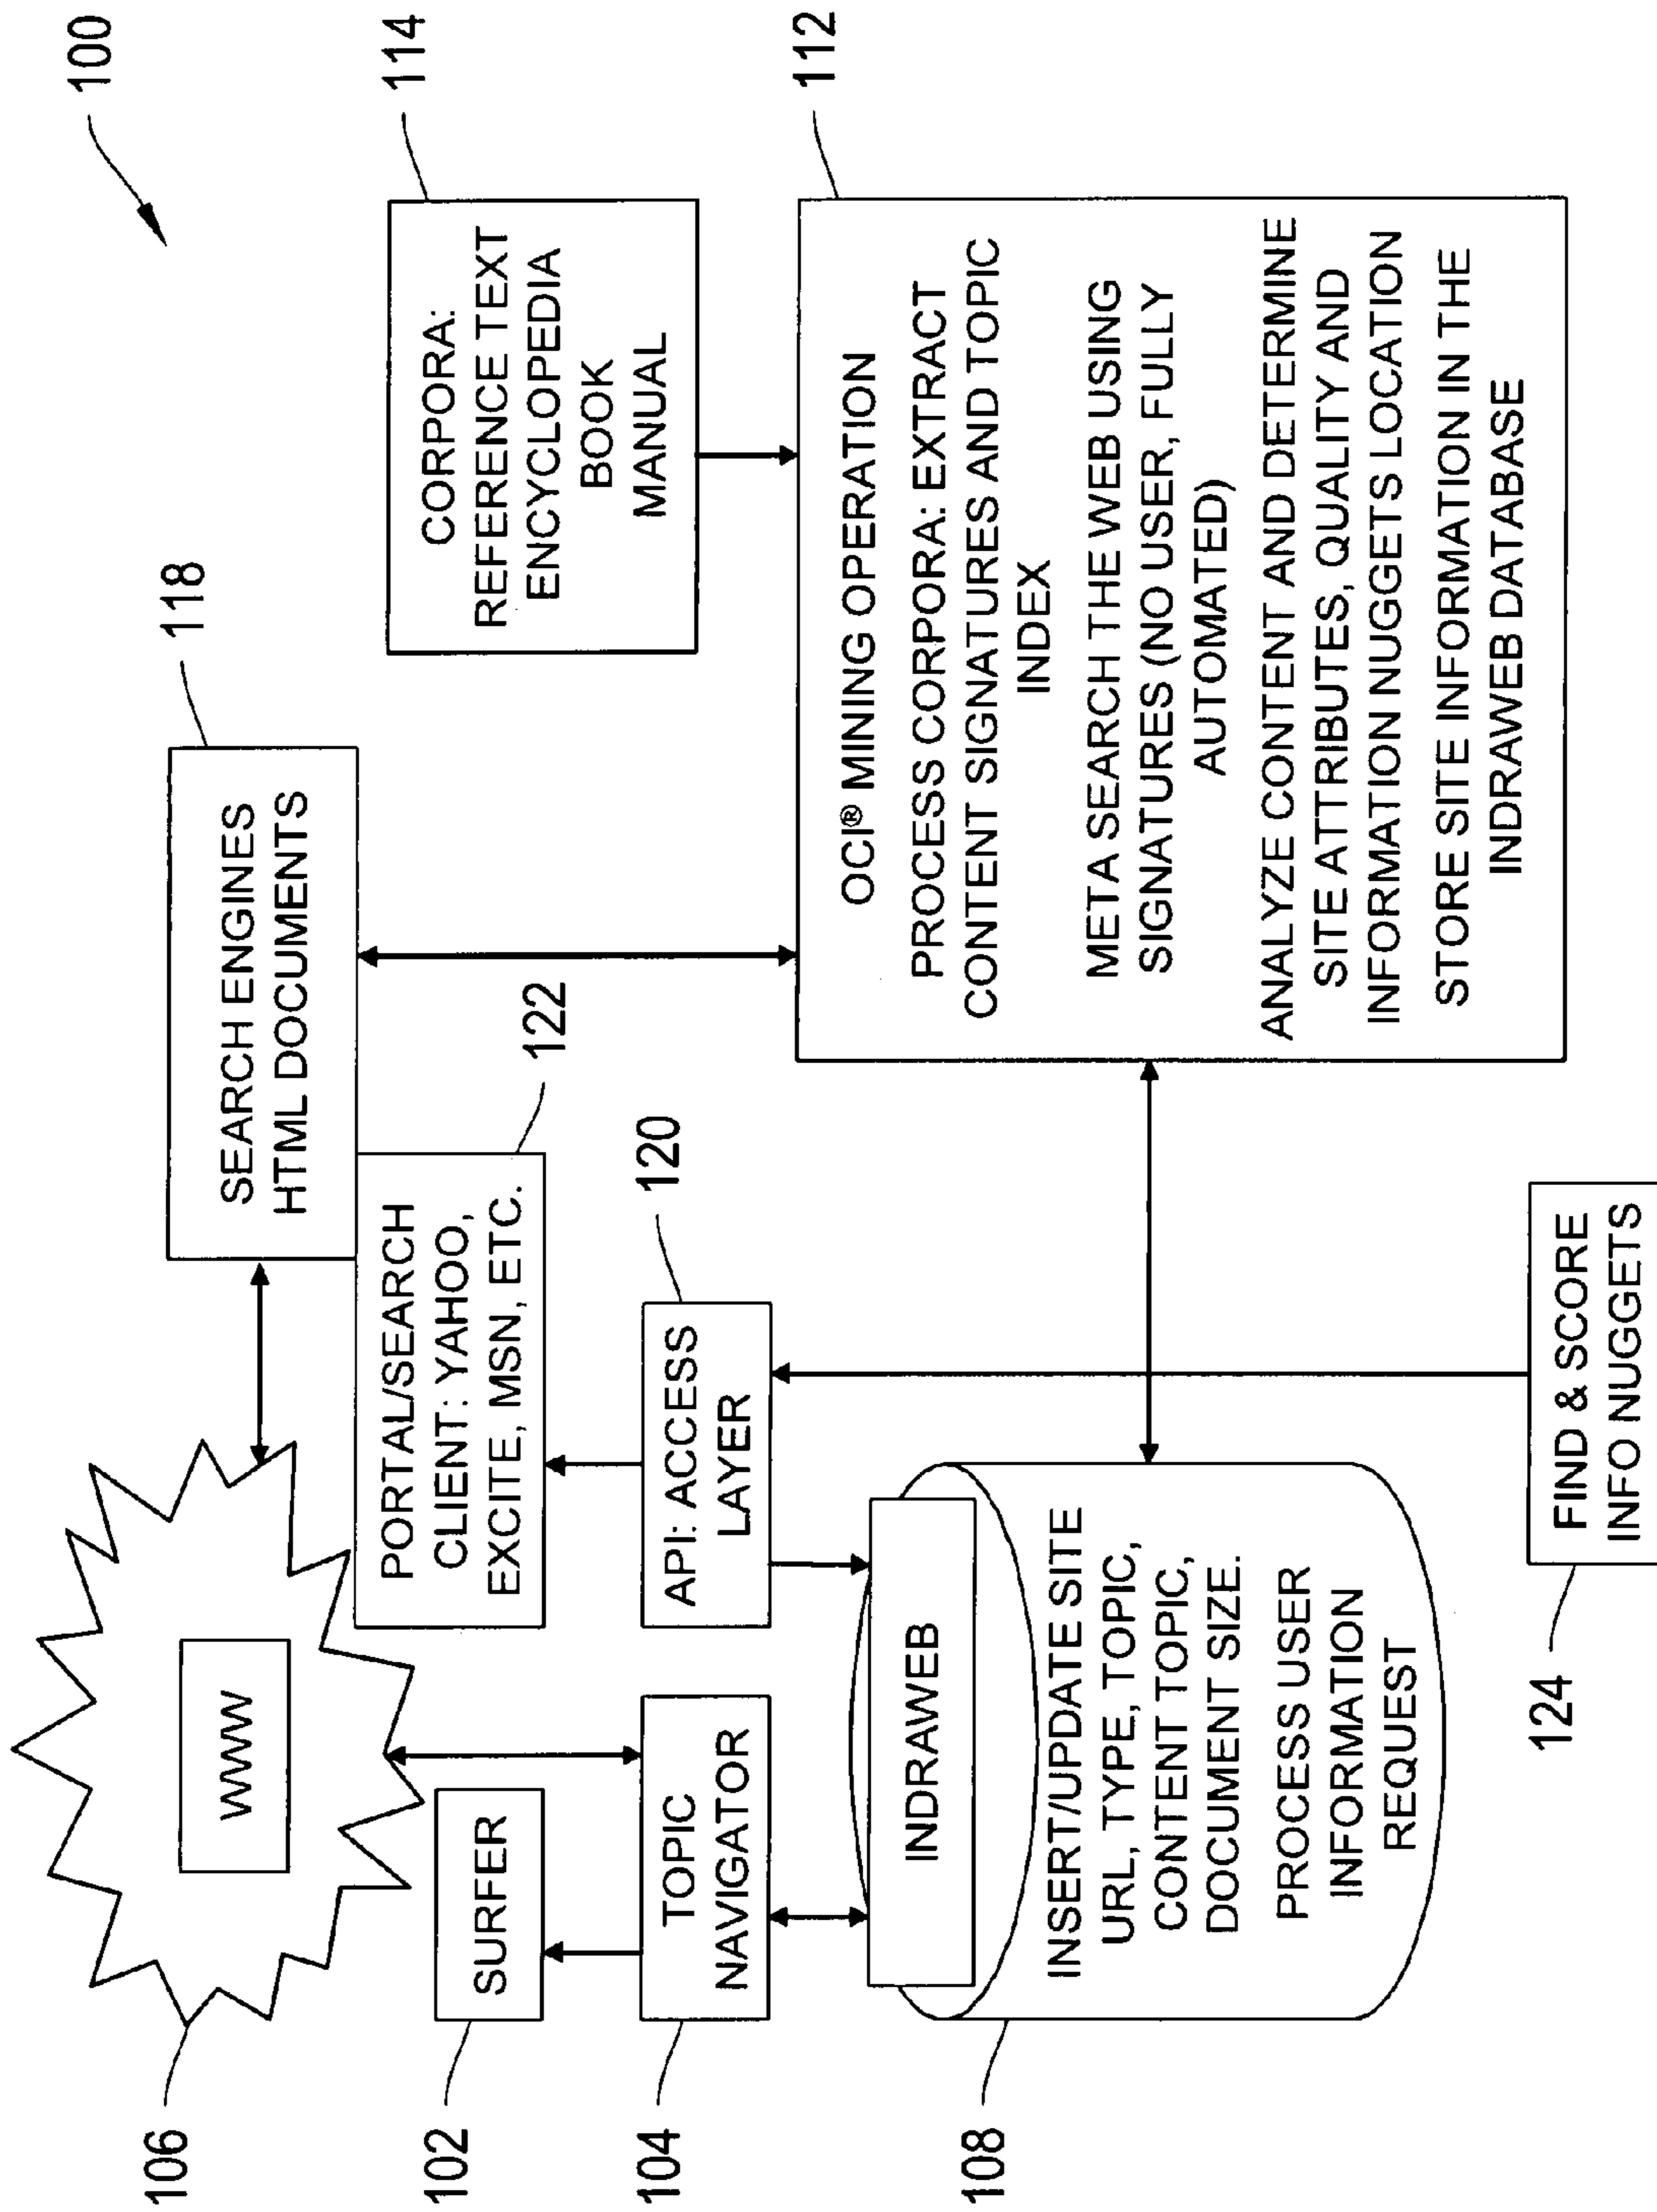 100
106
WWW
118
SEARCH ENGINES
HTML DOCUMENTS
114
CORPORA:
REFERENCE TEXT
ENCYCLOPEDIA
BOOK
MANUAL
102
SURFER
122
PORTAL/SEARCH
CLIENT: YAHOO,
EXCITE, MSN, ETC.
104
TOPIC
NAVIGATOR
120
API: ACCESS
LAYER
108
INDRAWEB
INSERT/UPDATE SITE
URL, TYPE, TOPIC,
CONTENT TOPIC,
DOCUMENT SIZE.
PROCESS USER
INFORMATION
REQUEST
112
OCI® MINING OPERATION
PROCESS CORPORA: EXTRACT
CONTENT SIGNATURES AND TOPIC
INDEX
META SEARCH THE WEB USING
SIGNATURES (NO USER, FULLY
AUTOMATED)
ANALYZE CONTENT AND DETERMINE
SITE ATTRIBUTES, QUALITY AND
INFORMATION NUGGETS LOCATION
STORE SITE INFORMATION IN THE
INDRAWEB DATABASE
124
FIND & SCORE
INFO NUGGETS